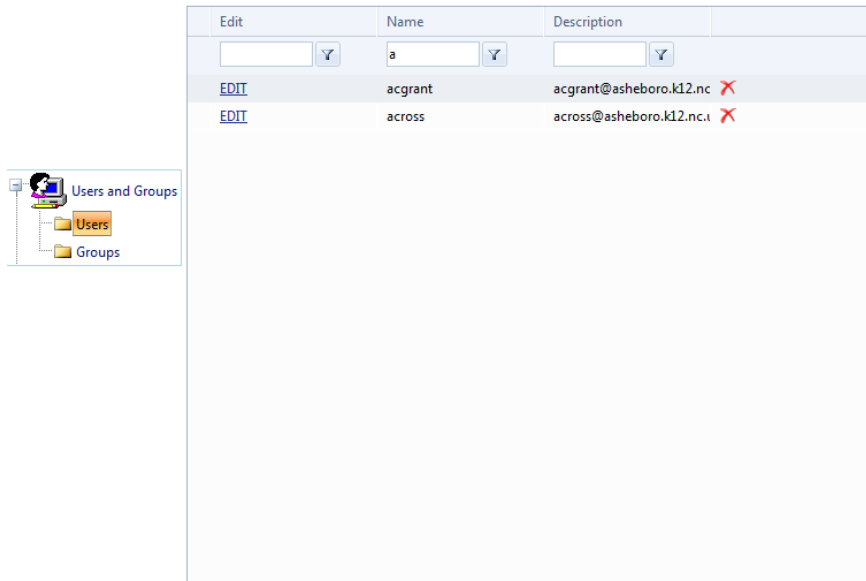 Edit Name Description
a
EDIT acgrant acgrant@asheboro.k12.nc
EDIT across across@asheboro.k12.nc.u
Users and Groups
Users
Groups